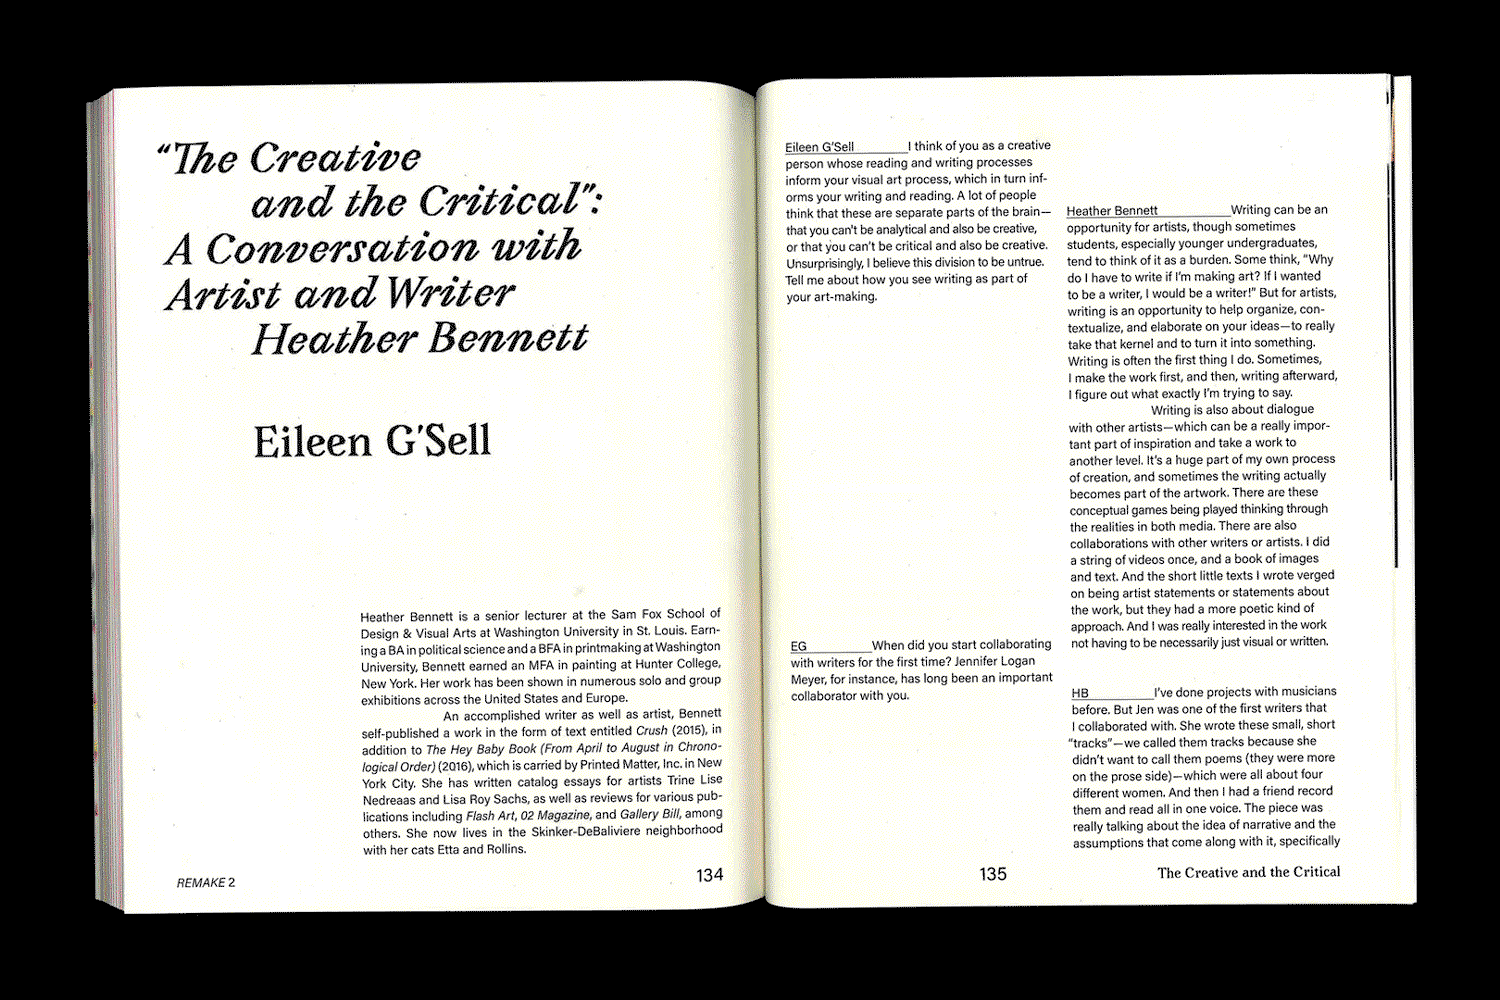 “The Creative
and the Critical”:
A Conversation with
Artist and Writer
Heather Bennett
Eileen G’Sell
Heather Bennett is a senior lecturer at the Sam Fox School of
Design & Visual Arts at Washington University in St. Louis. Earn-
ing a BA in political science and a BFA in printmaking at Washington
University, Bennett earned an MFA in painting at Hunter College,
New York. Her work has been shown in numerous solo and group
exhibitions across the United States and Europe.
An accomplished writer as well as artist, Bennett
self-published a work in the form of text entitled Crush (2015), in
addition to The Hey Baby Book (From April to August in Chrono-
logical Order) (2016), which is carried by Printed Matter, Inc. in New
York City. She has written catalog essays for artists Trine Lise
Nedreaas and Lisa Roy Sachs, as well as reviews for various pub-
lications including Flash Art, 02 Magazine, and Gallery Bill, among
others. She now lives in the Skinker-DeBaliviere neighborhood
with her cats Etta and Rollins.
REMAKE 2
134
Eileen G’Sell I think of you as a creative
person whose reading and writing processes
inform your visual art process, which in turn inf-
orms your writing and reading. A lot of people
think that these are separate parts of the brain—
that you can’t be analytical and also be creative,
or that you can’t be critical and also be creative.
Unsurprisingly, I believe this division to be untrue.
Tell me about how you see writing as part of
your art-making.
Heather Bennett Writing can be an
opportunity for artists, though sometimes
students, especially younger undergraduates,
tend to think of it as a burden. Some think, “Why
do I have to write if I’m making art? If I wanted
to be a writer, I would be a writer!” But for artists,
writing is an opportunity to help organize, con-
textualize, and elaborate on your ideas—to really
take that kernel and to turn it into something.
Writing is often the first thing I do. Sometimes,
I make the work first, and then, writing afterward,
I figure out what exactly I’m trying to say.
Writing is also about dialogue
with other artists—which can be a really impor-
tant part of inspiration and take a work to
another level. It’s a huge part of my own process
of creation, and sometimes the writing actually
becomes part of the artwork. There are these
conceptual games being played thinking through
the realities in both media. There are also
collaborations with other writers or artists. I did
a string of videos once, and a book of images
and text. And the short little texts I wrote verged
on being artist statements or statements about
the work, but they had a more poetic kind of
approach. And I was really interested in the work
not having to be necessarily just visual or written.
EG When did you start collaborating
with writers for the first time? Jennifer Logan
Meyer, for instance, has long been an important
collaborator with you.
HB I’ve done projects with musicians
before. But Jen was one of the first writers that
I collaborated with. She wrote these small, short
“tracks”—we called them tracks because she
didn’t want to call them poems (they were more
on the prose side)—which were all about four
different women. And then I had a friend record
them and read all in one voice. The piece was
really talking about the idea of narrative and the
assumptions that come along with it, specifically
135
The Creative and the Critical